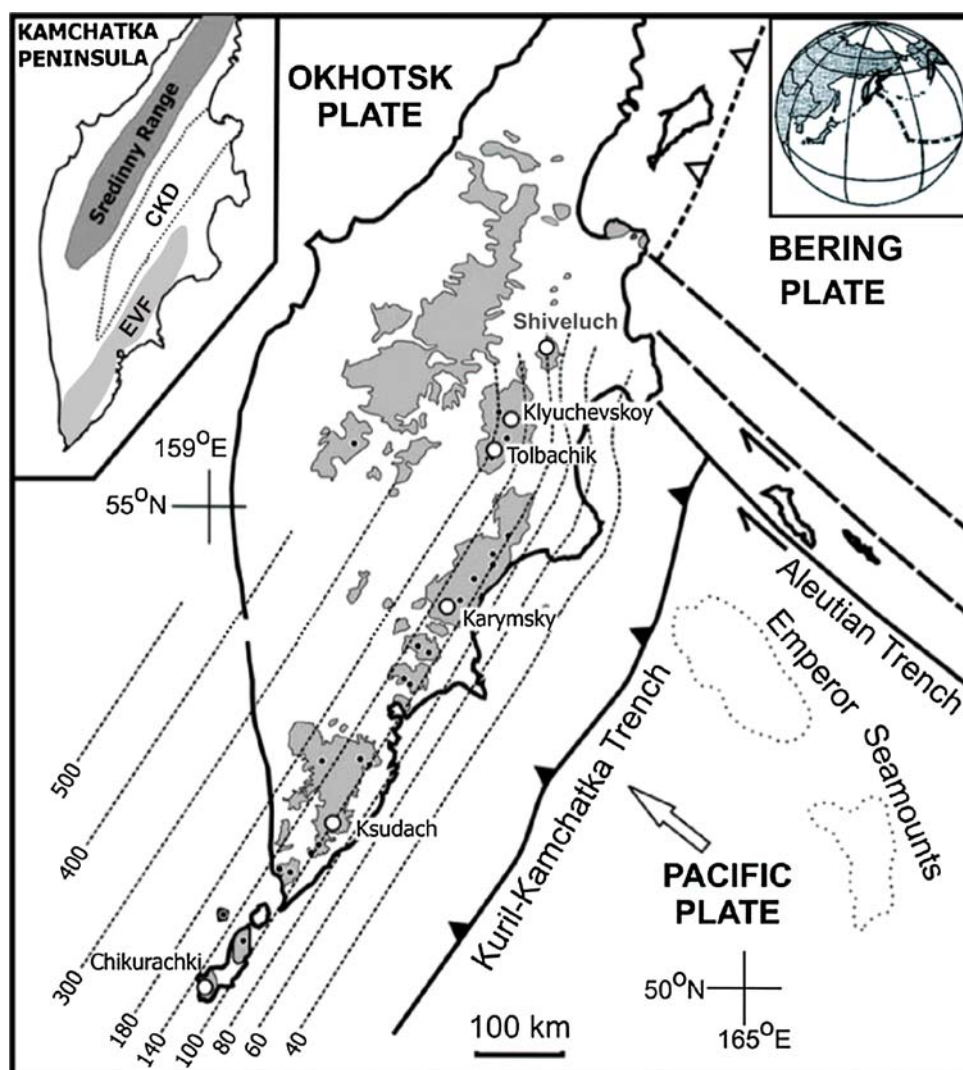 KAMCHATKA
PENINSULA
Sredinny Range
CKD
EVF
OKHOTSK
PLATE
BERING
PLATE
Shiveluch
Klyuchevskoy
Tolbachik
159°E
55°N
Karymsky
Aleutian Trench
Emperor
Seamounts
Kuril-Kamchatka Trench
Ksudach
PACIFIC
PLATE
Chikurachki
500
400
300
180
140
100
80
60
40
50°N
165°E
100 km